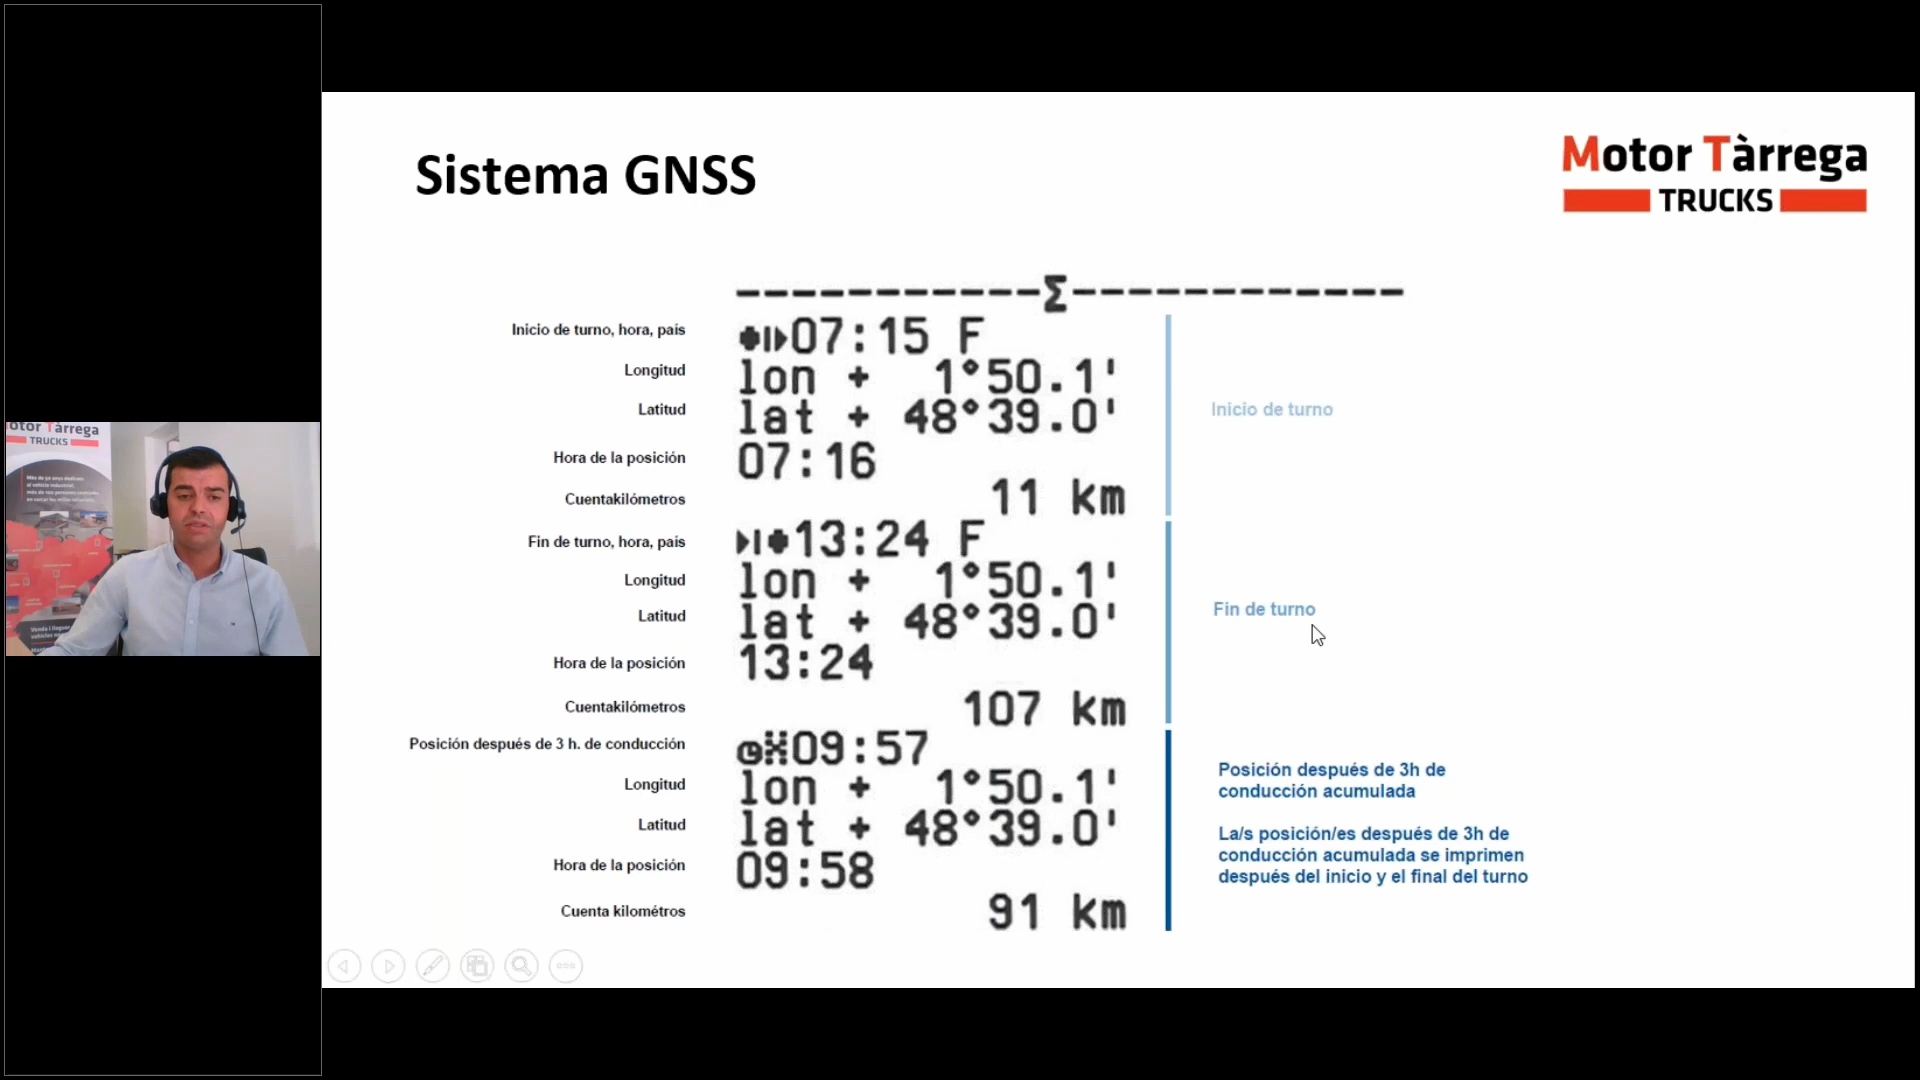 Sistema GNSS
Motor Tàrrega
TRUCKS
Σ
Inicio de turno, hora, país
07:15 F
Longitud
lon + 1°50.1'
Latitud
lat + 48°39.0'
Hora de la posición
07:16
Cuentakilómetros
11 km
Inicio de turno
Fin de turno, hora, país
13:24 F
Longitud
lon + 1°50.1'
Latitud
lat + 48°39.0'
Hora de la posición
13:24
Cuentakilómetros
107 km
Fin de turno
Posición después de 3 h. de conducción
09:57
Longitud
lon + 1°50.1'
Latitud
lat + 48°39.0'
Hora de la posición
09:58
Cuenta kilométros
91 km
Posición después de 3h de
conducción acumulada
La/s posición/es después de 3h de
conducción acumulada se imprimen
después del inicio y el final del turno
otor Tàrrega
TRUCKS